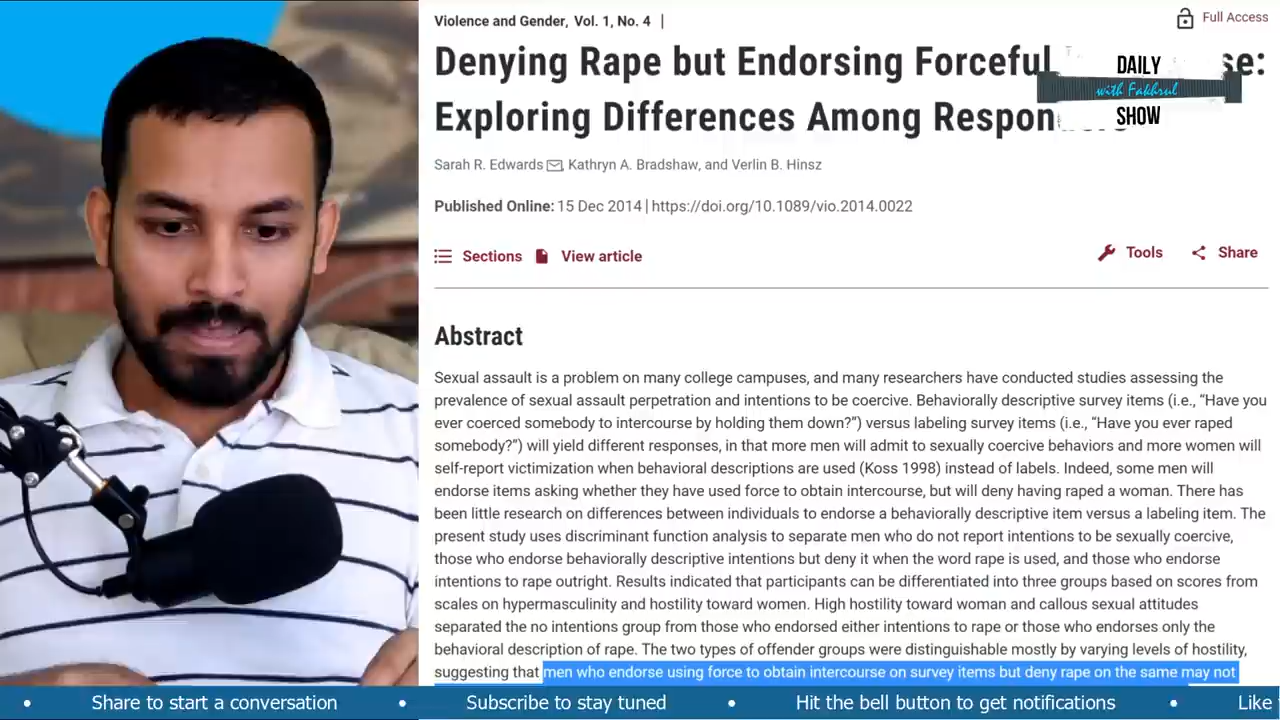 Violence and Gender, Vol. 1, No. 4 |
Full Access
Denying Rape but Endorsing Forceful se:
DAILY
with Fakhrul
SHOW
Exploring Differences Among Respon
Sarah R. Edwards, Kathryn A. Bradshaw, and Verlin B. Hinsz
Published Online: 15 Dec 2014 | https://doi.org/10.1089/vio.2014.0022
Sections View article
Tools Share
Abstract
Sexual assault is a problem on many college campuses, and many researchers have conducted studies assessing the
prevalence of sexual assault perpetration and intentions to be coercive. Behaviorally descriptive survey items (i.e., “Have you
ever coerced somebody to intercourse by holding them down?”) versus labeling survey items (i.e., “Have you ever raped
somebody?”) will yield different responses, in that more men will admit to sexually coercive behaviors and more women will
self-report victimization when behavioral descriptions are used (Koss 1998) instead of labels. Indeed, some men will
endorse items asking whether they have used force to obtain intercourse, but will deny having raped a woman. There has
been little research on differences between individuals to endorse a behaviorally descriptive item versus a labeling item. The
present study uses discriminant function analysis to separate men who do not report intentions to be sexually coercive,
those who endorse behaviorally descriptive intentions but deny it when the word rape is used, and those who endorse
intentions to rape outright. Results indicated that participants can be differentiated into three groups based on scores from
scales on hypermasculinity and hostility toward women. High hostility toward woman and callous sexual attitudes
separated the no intentions group from those who endorsed either intentions to rape or those who endorses only the
behavioral description of rape. The two types of offender groups were distinguishable mostly by varying levels of hostility,
suggesting that men who endorse using force to obtain intercourse on survey items but deny rape on the same may not
• Share to start a conversation • Subscribe to stay tuned • Hit the bell button to get notifications • Like